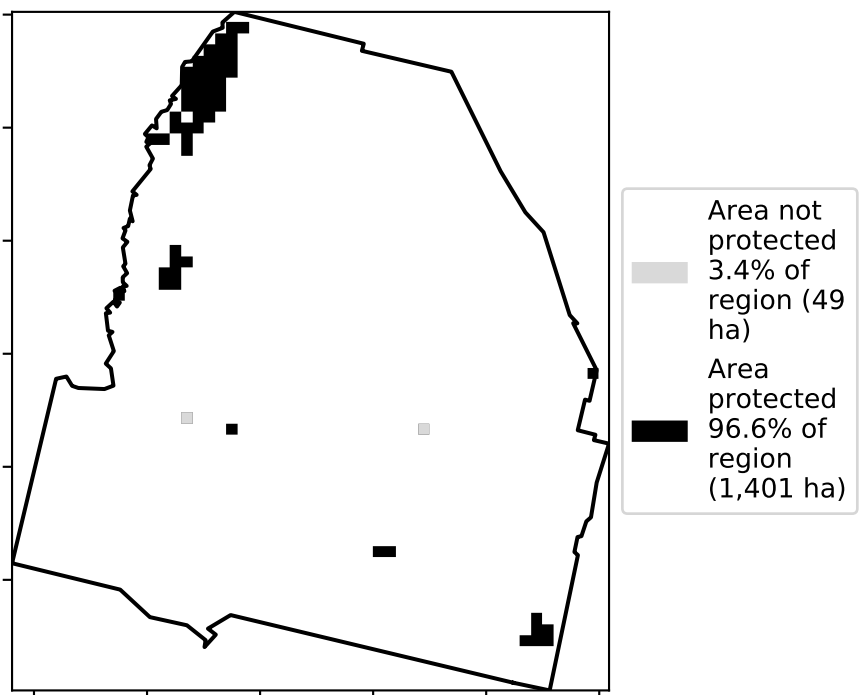 Area not
protected
3.4% of
region (49
ha)
Area
protected
96.6% of
region
(1,401 ha)